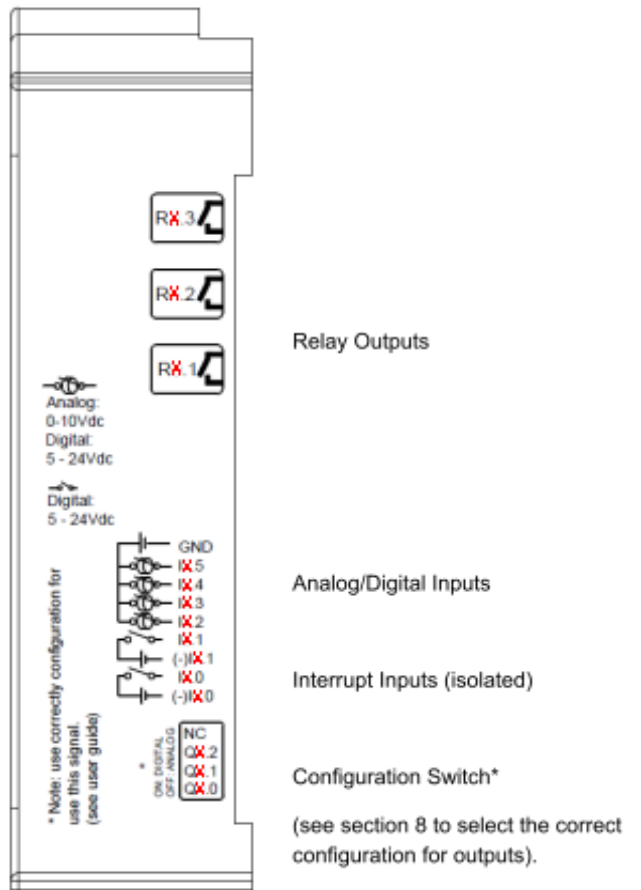 RX.3
RX.2
RX.1
Relay Outputs
Analog:
0-10Vdc
Digital:
5 - 24Vdc
Digital:
5 - 24Vdc
GND
IX.5
IX.4
IX.3
IX.2
IX.1
(-)IX.1
IX.0
(-)IX.0
Analog/Digital Inputs
Interrupt Inputs (isolated)
* Note: use correctly configuration for
use this signal.
(see user guide)
*
ON: DIGITAL
OFF: ANALOG
NC
QX.2
QX.1
QX.0
Configuration Switch*
(see section 8 to select the correct
configuration for outputs).